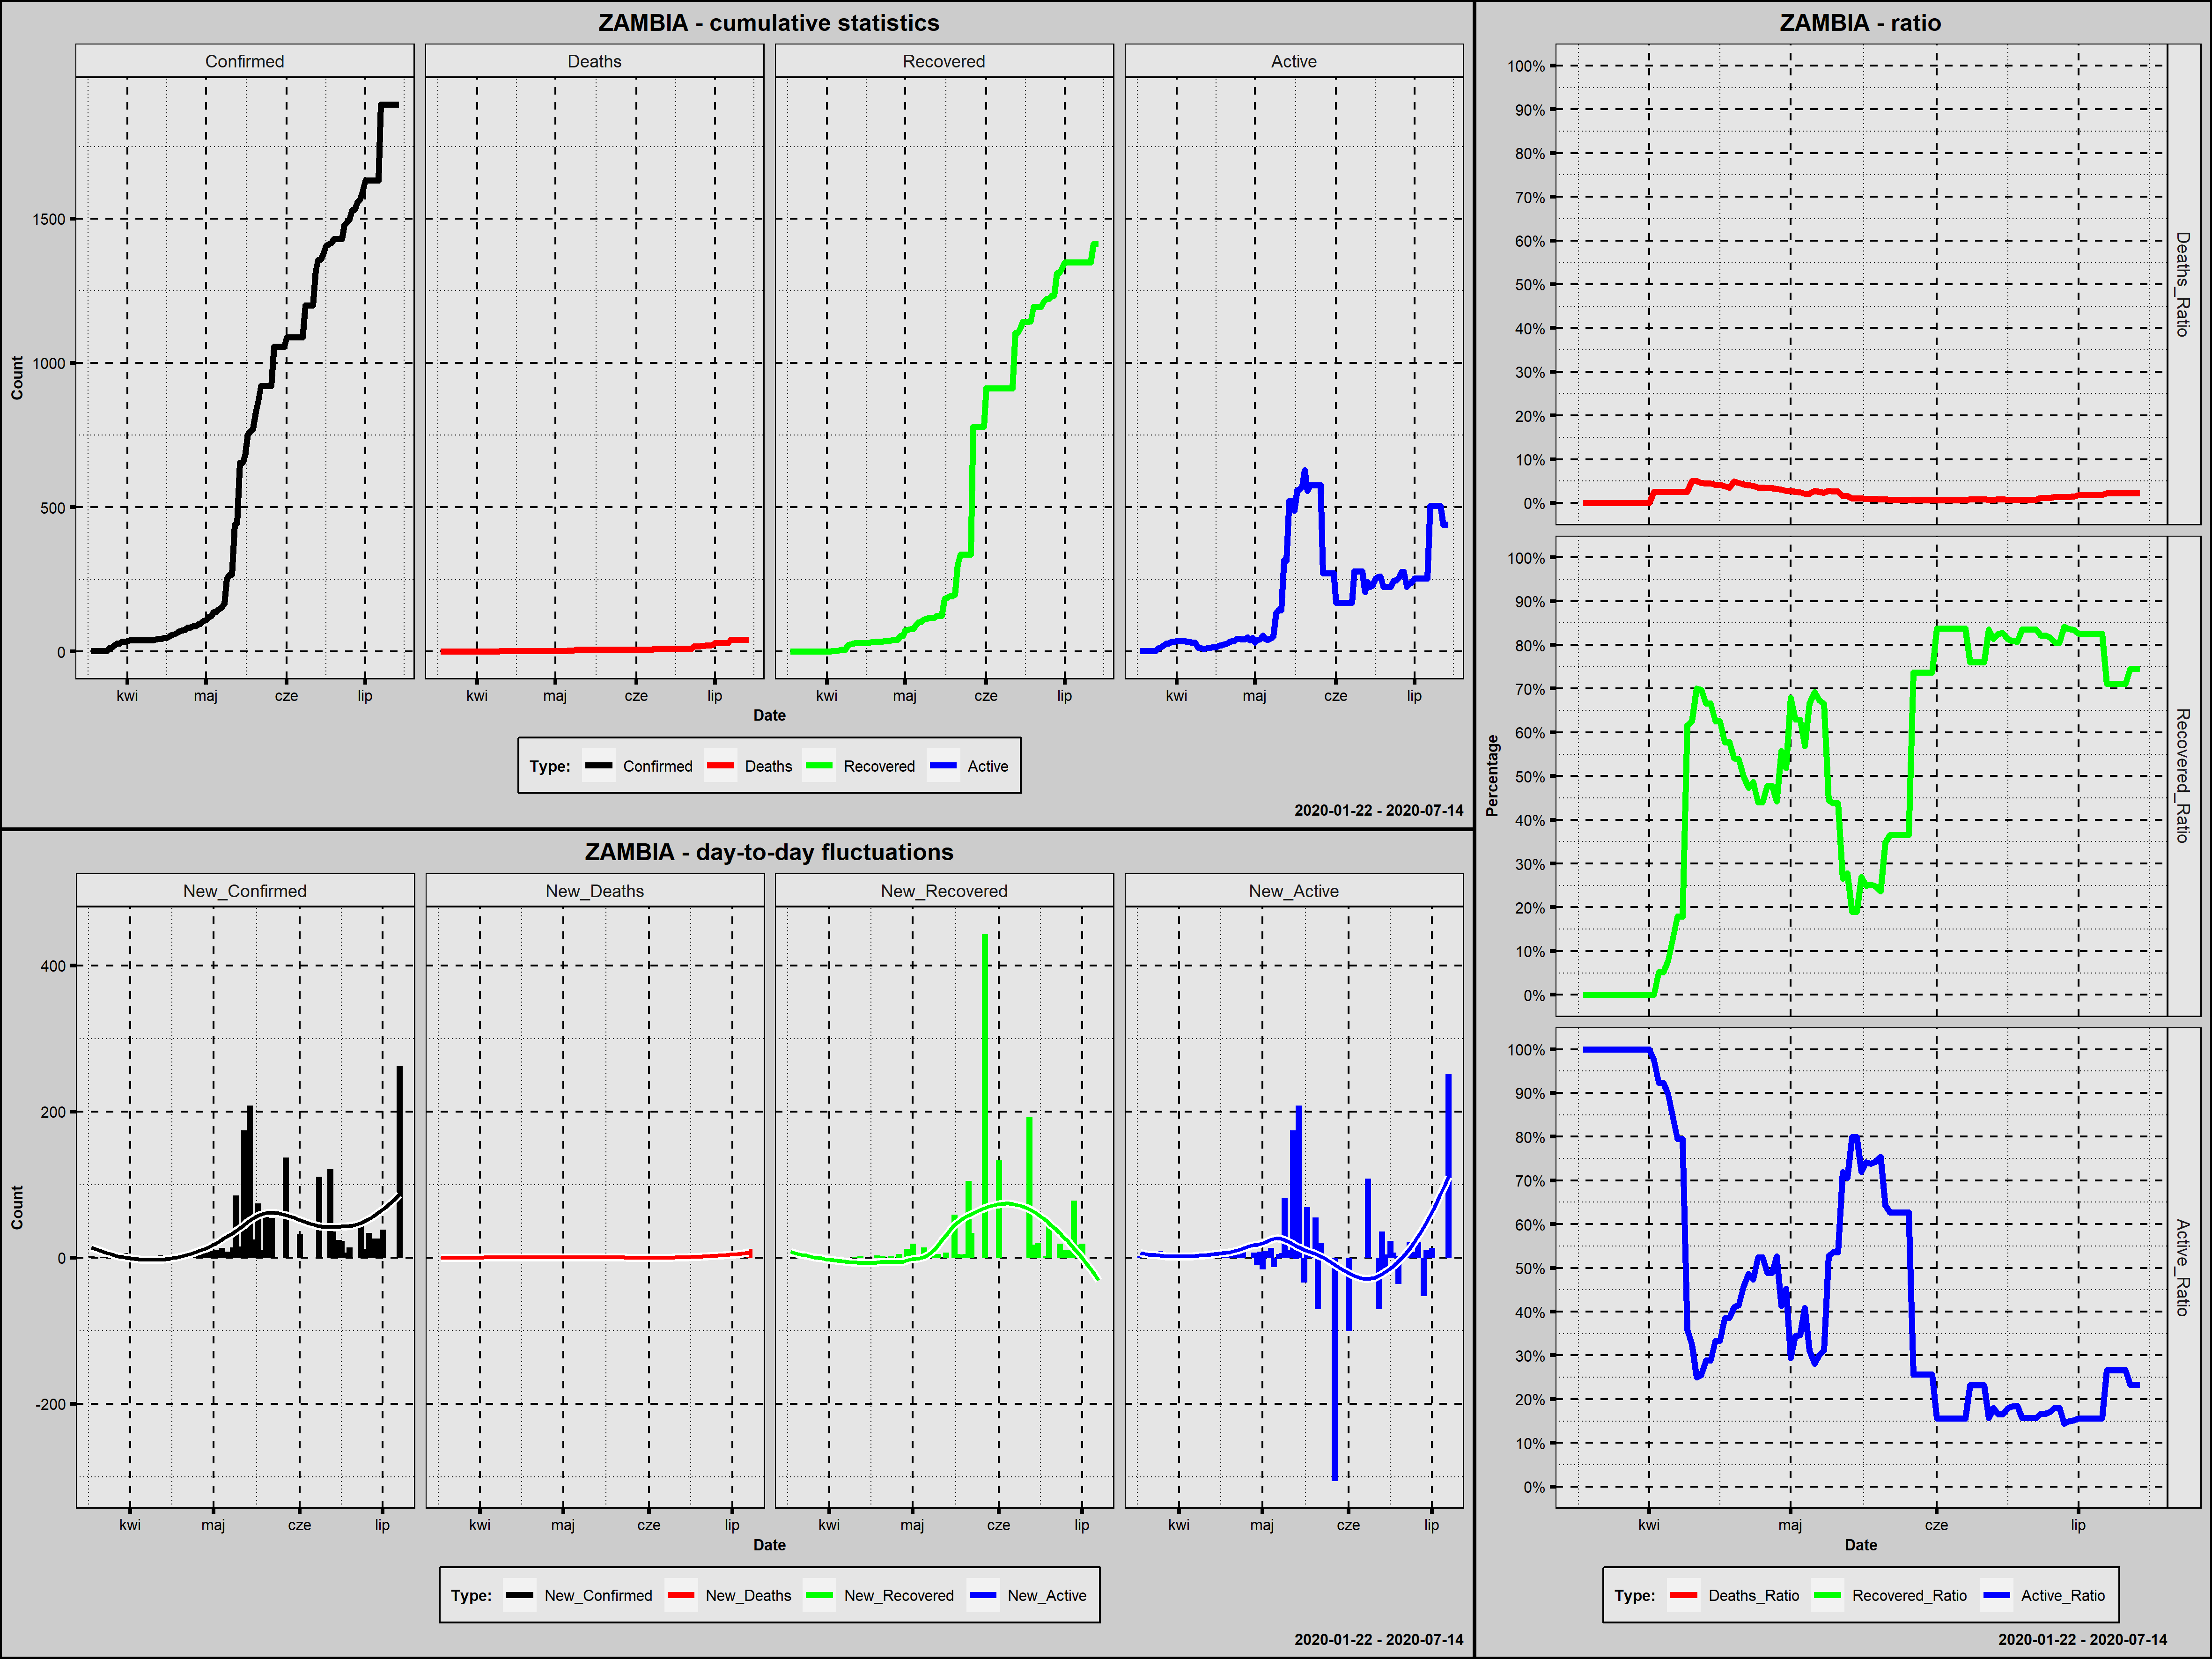 ZAMBIA - cumulative statistics
Confirmed Deaths Recovered Active
Count
1500
1000
500
0
kwi maj cze lip kwi maj cze lip kwi maj cze lip kwi maj cze lip
Date
Type: Confirmed Deaths Recovered Active
2020-01-22 - 2020-07-14
ZAMBIA - day-to-day fluctuations
New_Confirmed New_Deaths New_Recovered New_Active
Count
400
200
0
-200
kwi maj cze lip kwi maj cze lip kwi maj cze lip kwi maj cze lip
Date
Type: New_Confirmed New_Deaths New_Recovered New_Active
2020-01-22 - 2020-07-14
ZAMBIA - ratio
Percentage
100%
90%
80%
70%
60%
50%
40%
30%
20%
10%
0%
Deaths_Ratio
100%
90%
80%
70%
60%
50%
40%
30%
20%
10%
0%
Recovered_Ratio
100%
90%
80%
70%
60%
50%
40%
30%
20%
10%
0%
Active_Ratio
kwi maj cze lip
Date
Type: Deaths_Ratio Recovered_Ratio Active_Ratio
2020-01-22 - 2020-07-14